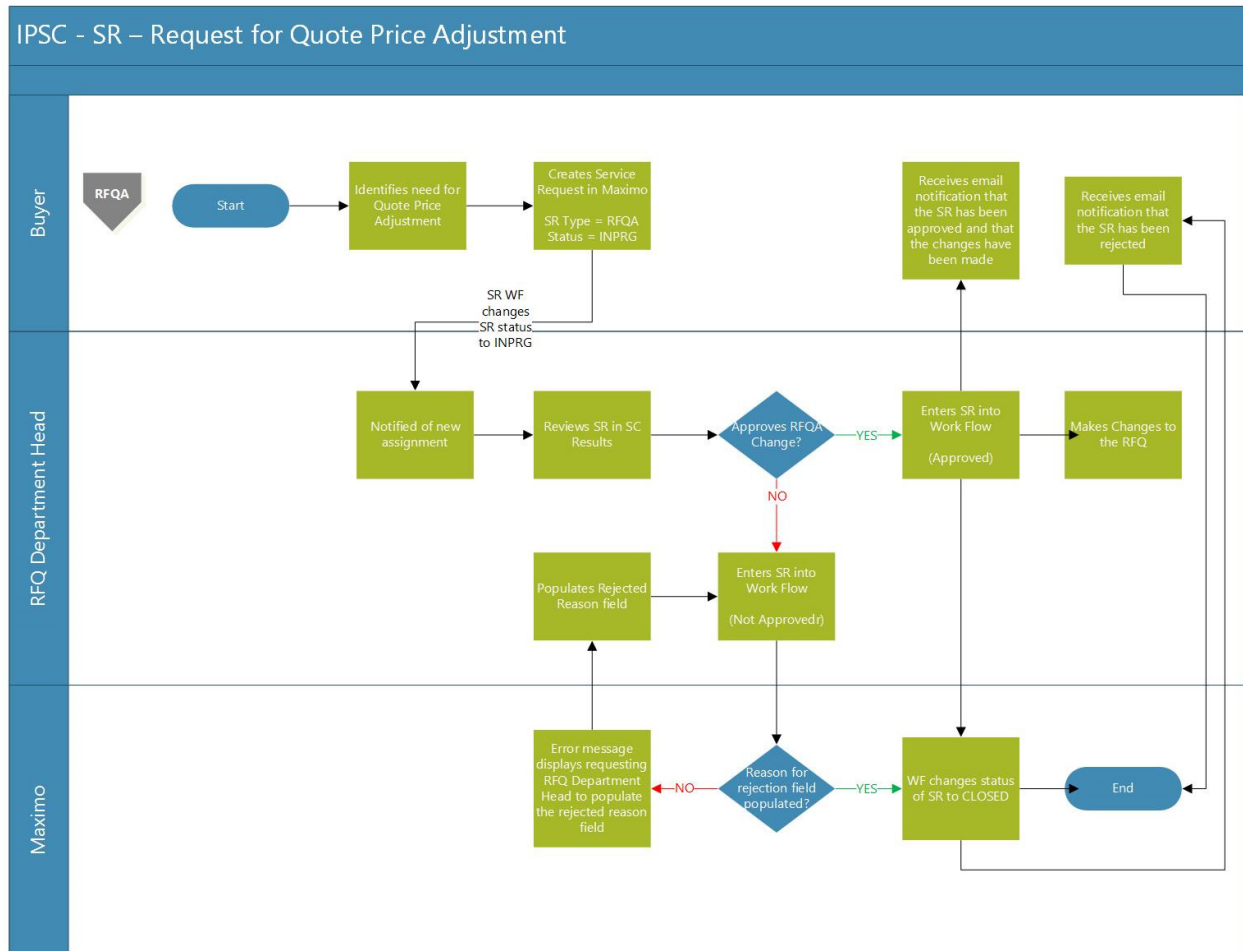 IPSC - SR – Request for Quote Price Adjustment
Buyer
RFQA
Start
Identifies need for
Quote Price
Adjustment
Creates Service
Request in Maximo
SR Type = RFQA
Status = INPRG
Receives email
notification that
the SR has been
approved and that
the changes have
been made
Receives email
notification that
the SR has been
rejected
SR WF
changes
SR status
to INPRG
RFQ Department Head
Notified of new
assignment
Reviews SR in SC
Results
Approves RFQA
Change?
YES
Enters SR into
Work Flow
(Approved)
Makes Changes to
the RFQ
NO
Populates Rejected
Reason field
Enters SR into
Work Flow
(Not Approvedr)
Maximo
Error message
displays requesting
RFQ Department
Head to populate
the rejected reason
field
NO
Reason for
rejection field
populated?
YES
WF changes status
of SR to CLOSED
End